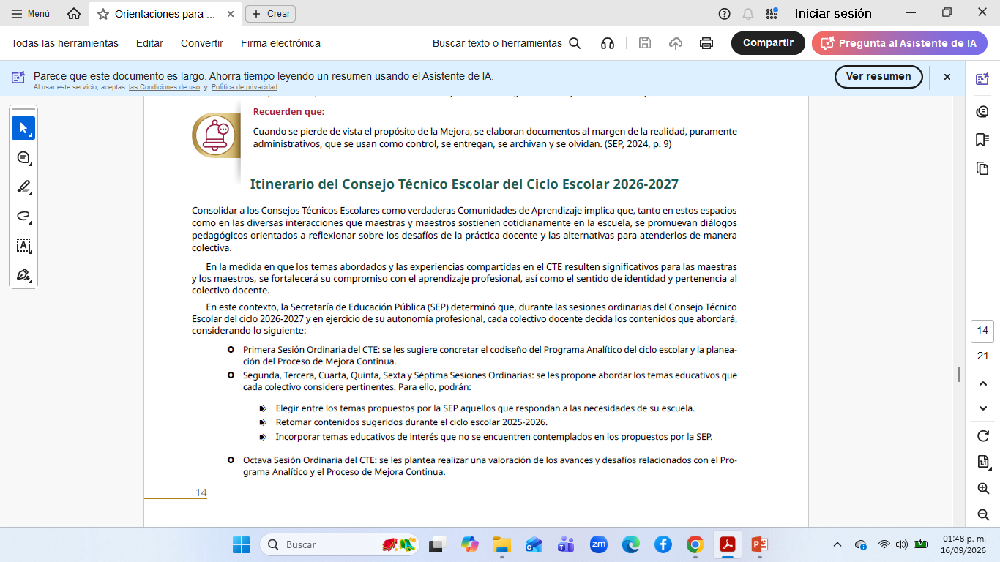 Menú
Orientaciones para ...
Crear
Iniciar sesión
Todas las herramientas
Editar
Convertir
Firma electrónica
Buscar texto o herramientas
Compartir
Pregunta al Asistente de IA
Parece que este documento es largo. Ahorra tiempo leyendo un resumen usando el Asistente de IA.
Al usar este servicio, aceptas las Condiciones de uso y Política de privacidad
Ver resumen
Recuerden que:
Cuando se pierde de vista el propósito de la Mejora, se elaboran documentos al margen de la realidad, puramente
administrativos, que se usan como control, se entregan, se archivan y se olvidan. (SEP, 2024, p. 9)
Itinerario del Consejo Técnico Escolar del Ciclo Escolar 2026-2027
Consolidar a los Consejos Técnicos Escolares como verdaderas Comunidades de Aprendizaje implica que, tanto en estos espacios
como en las diversas interacciones que maestras y maestros sostienen cotidianamente en la escuela, se promuevan diálogos
pedagógicos orientados a reflexionar sobre los desafíos de la práctica docente y las alternativas para atenderlos de manera
colectiva.
En la medida en que los temas abordados y las experiencias compartidas en el CTE resulten significativos para las maestras
y los maestros, se fortalecerá su compromiso con el aprendizaje profesional, así como el sentido de identidad y pertenencia al
colectivo docente.
En este contexto, la Secretaría de Educación Pública (SEP) determinó que, durante las sesiones ordinarias del Consejo Técnico
Escolar del ciclo 2026-2027 y en ejercicio de su autonomía profesional, cada colectivo docente decida los contenidos que abordará,
considerando lo siguiente:
Primera Sesión Ordinaria del CTE: se les sugiere concretar el codiseño del Programa Analítico del ciclo escolar y la planea-
ción del Proceso de Mejora Continua.
Segunda, Tercera, Cuarta, Quinta, Sexta y Séptima Sesiones Ordinarias: se les propone abordar los temas educativos que
cada colectivo considere pertinentes. Para ello, podrán:
Elegir entre los temas propuestos por la SEP aquellos que respondan a las necesidades de su escuela.
Retomar contenidos sugeridos durante el ciclo escolar 2025-2026.
Incorporar temas educativos de interés que no se encuentren contemplados en los propuestos por la SEP.
Octava Sesión Ordinaria del CTE: se les plantea realizar una valoración de los avances y desafíos relacionados con el Pro-
grama Analítico y el Proceso de Mejora Continua.
14
14
21
1:1
Buscar
zm
01:48 p. m.
16/09/2026